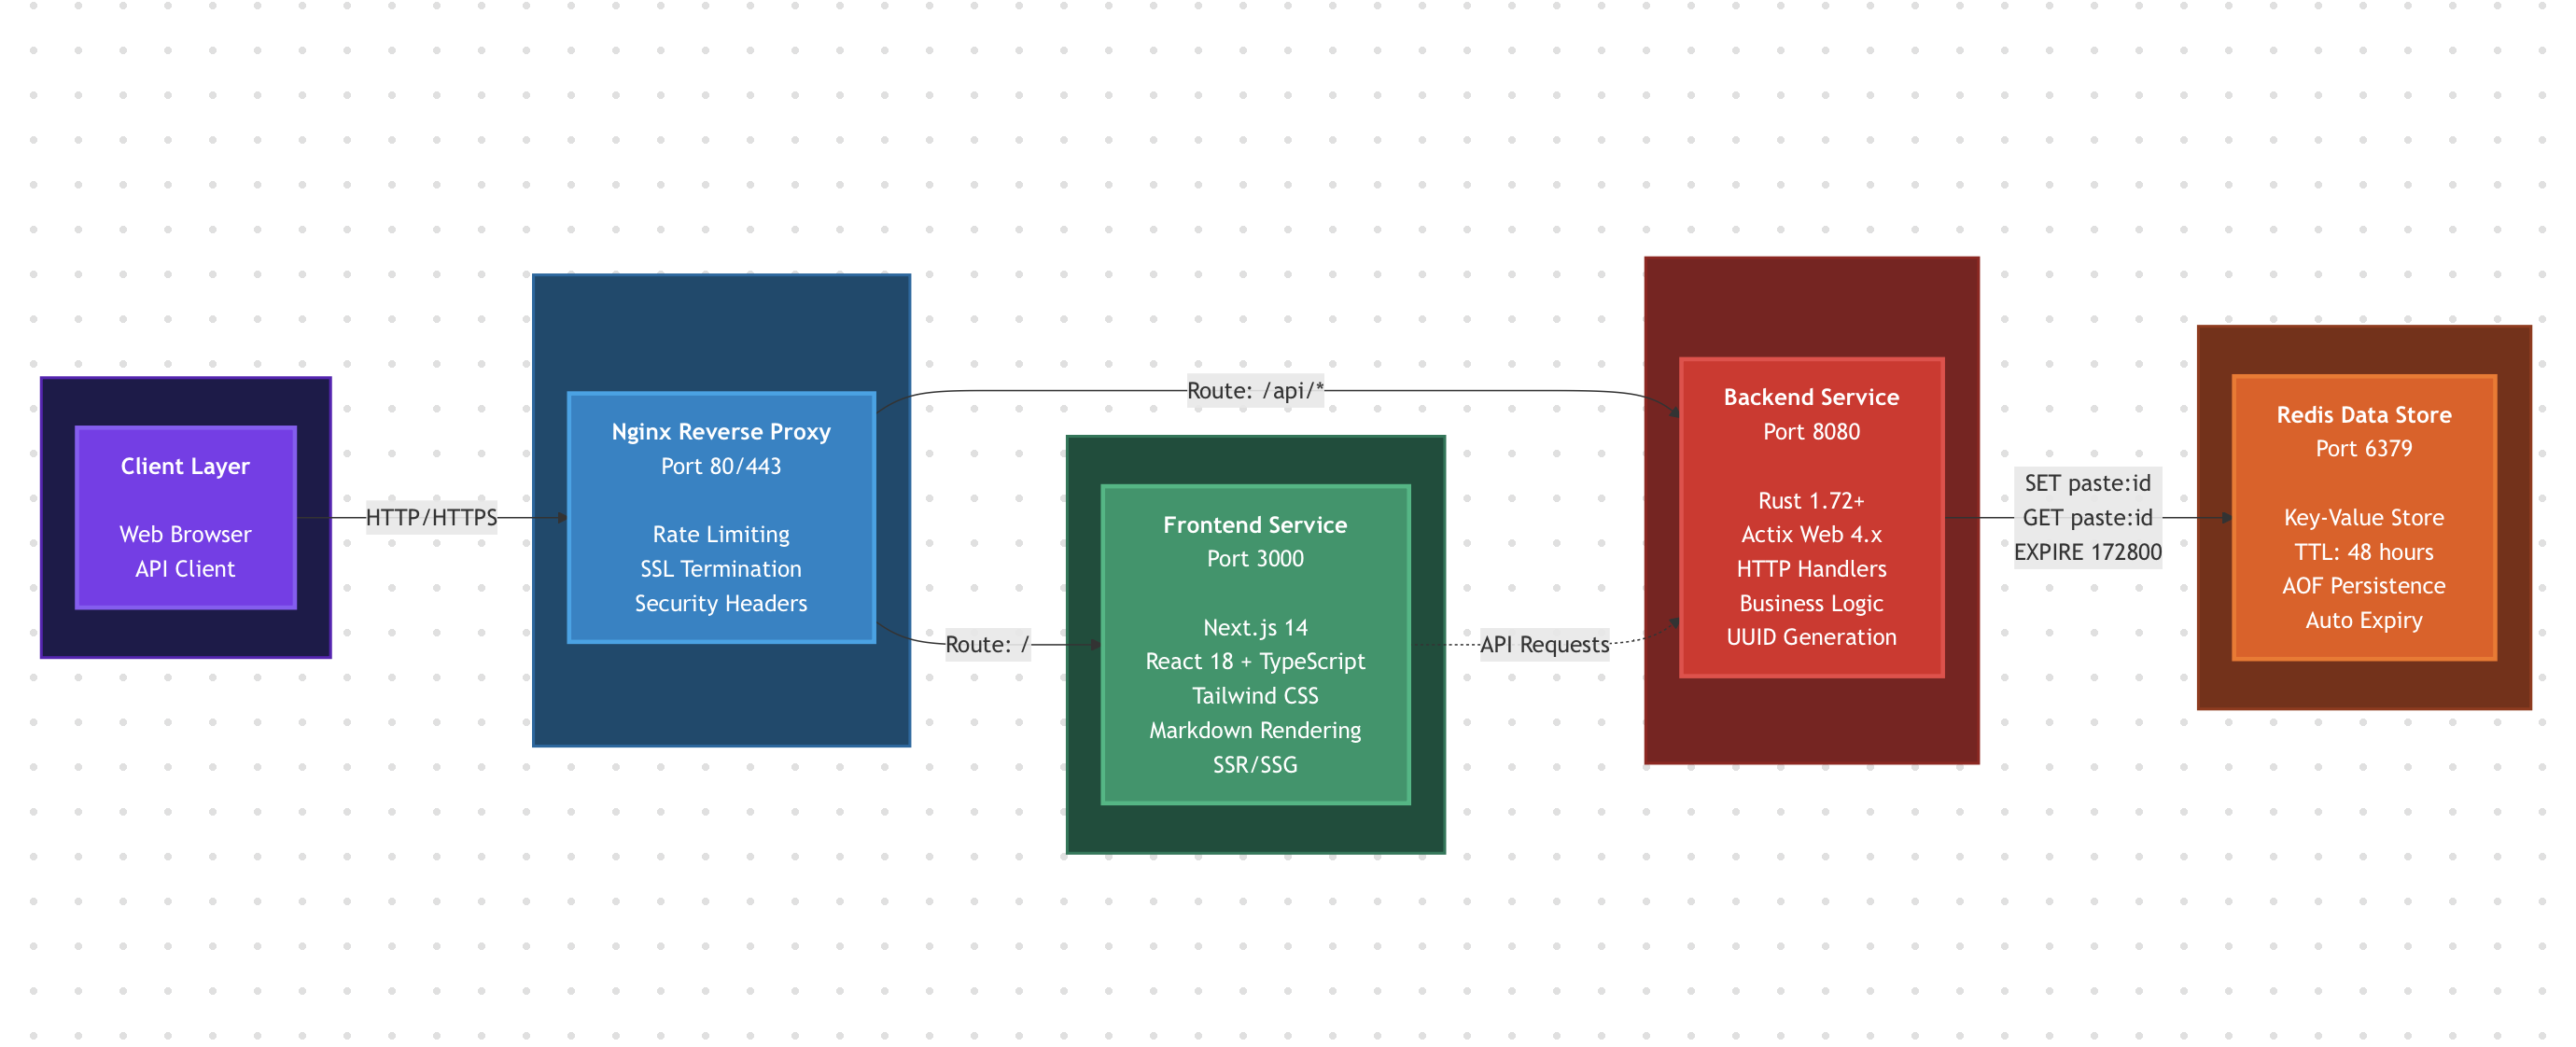 Client Layer
Web Browser
API Client
HTTP/HTTPS
Nginx Reverse Proxy
Port 80/443
Rate Limiting
SSL Termination
Security Headers
Route: /api/*
Route: /
Frontend Service
Port 3000
Next.js 14
React 18 + TypeScript
Tailwind CSS
Markdown Rendering
SSR/SSG
API Requests
Backend Service
Port 8080
Rust 1.72+
Actix Web 4.x
HTTP Handlers
Business Logic
UUID Generation
SET paste:id
GET paste:id
EXPIRE 172800
Redis Data Store
Port 6379
Key-Value Store
TTL: 48 hours
AOF Persistence
Auto Expiry